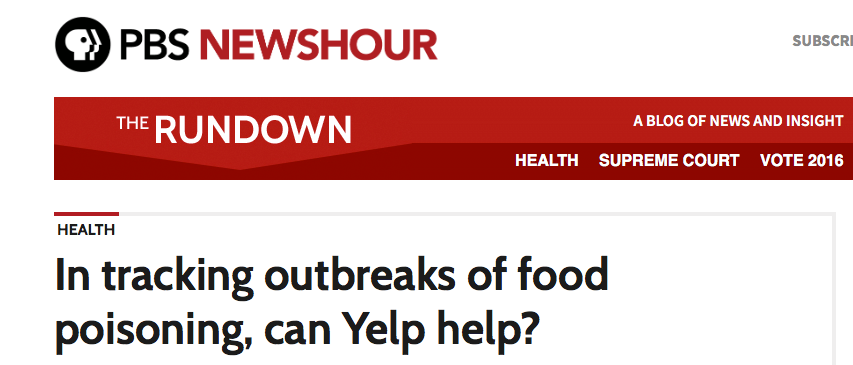 PBS NEWSHOUR
SUBSCRI
THE RUNDOWN
A BLOG OF NEWS AND INSIGHT
HEALTH SUPREME COURT VOTE 2016
HEALTH
In tracking outbreaks of food
poisoning, can Yelp help?